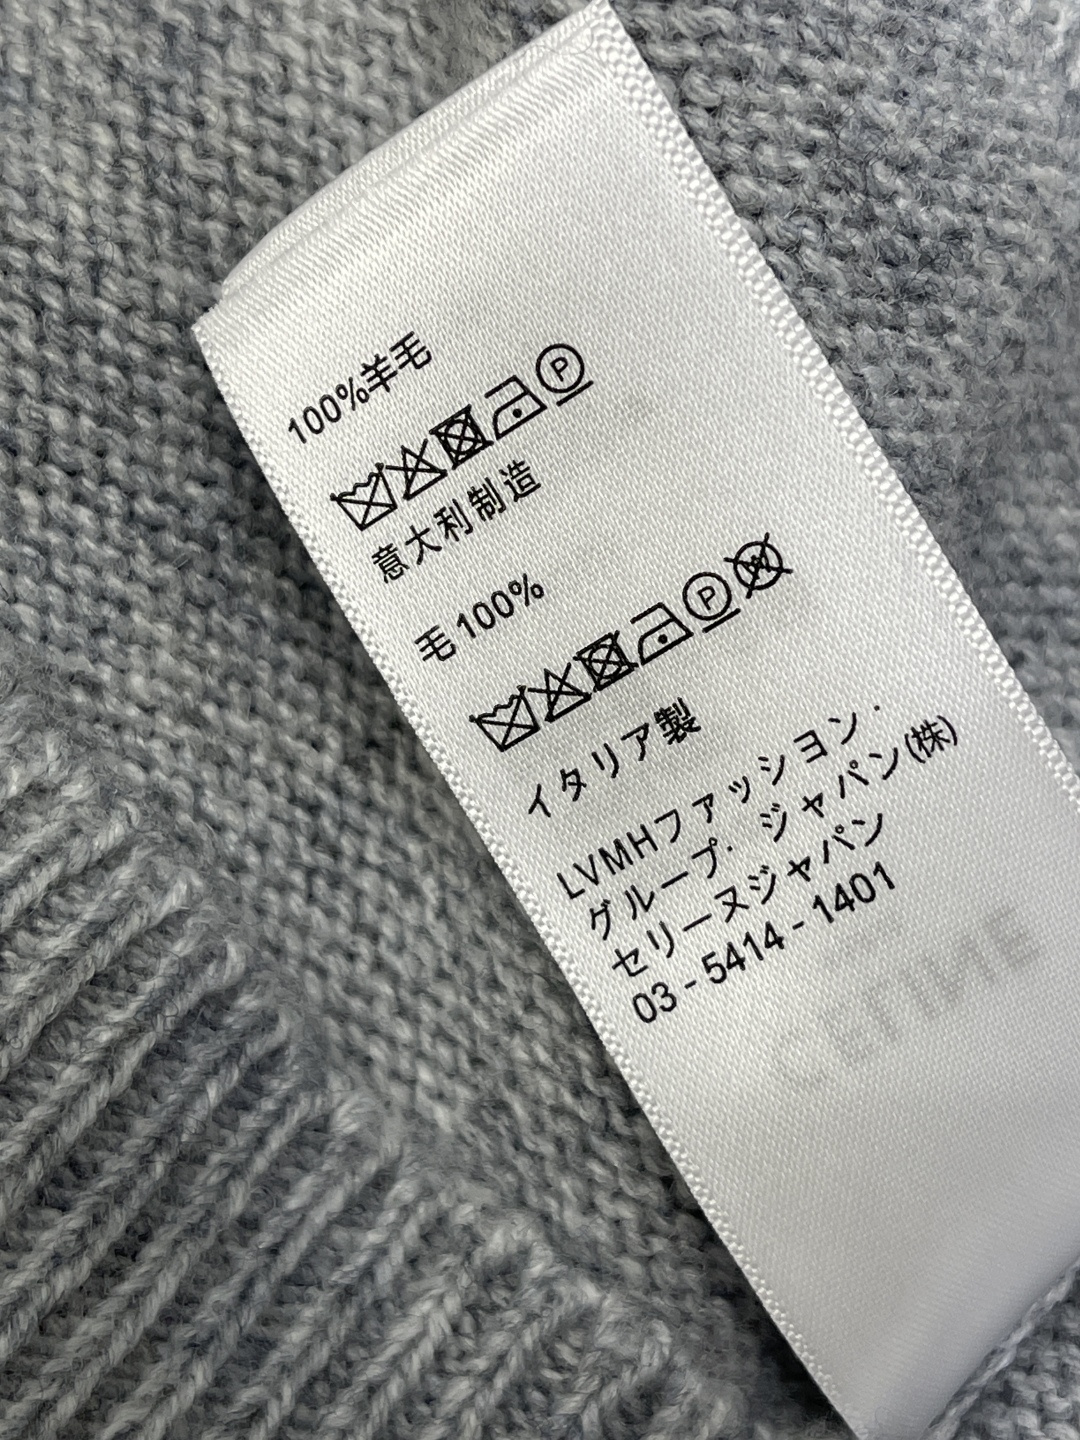 100%羊毛
P
意大利制造
毛100%
P W
イタリア製
LVMHファッション・
グループ・ジャパン(株)
セリーヌジャパン
03-5414-1401